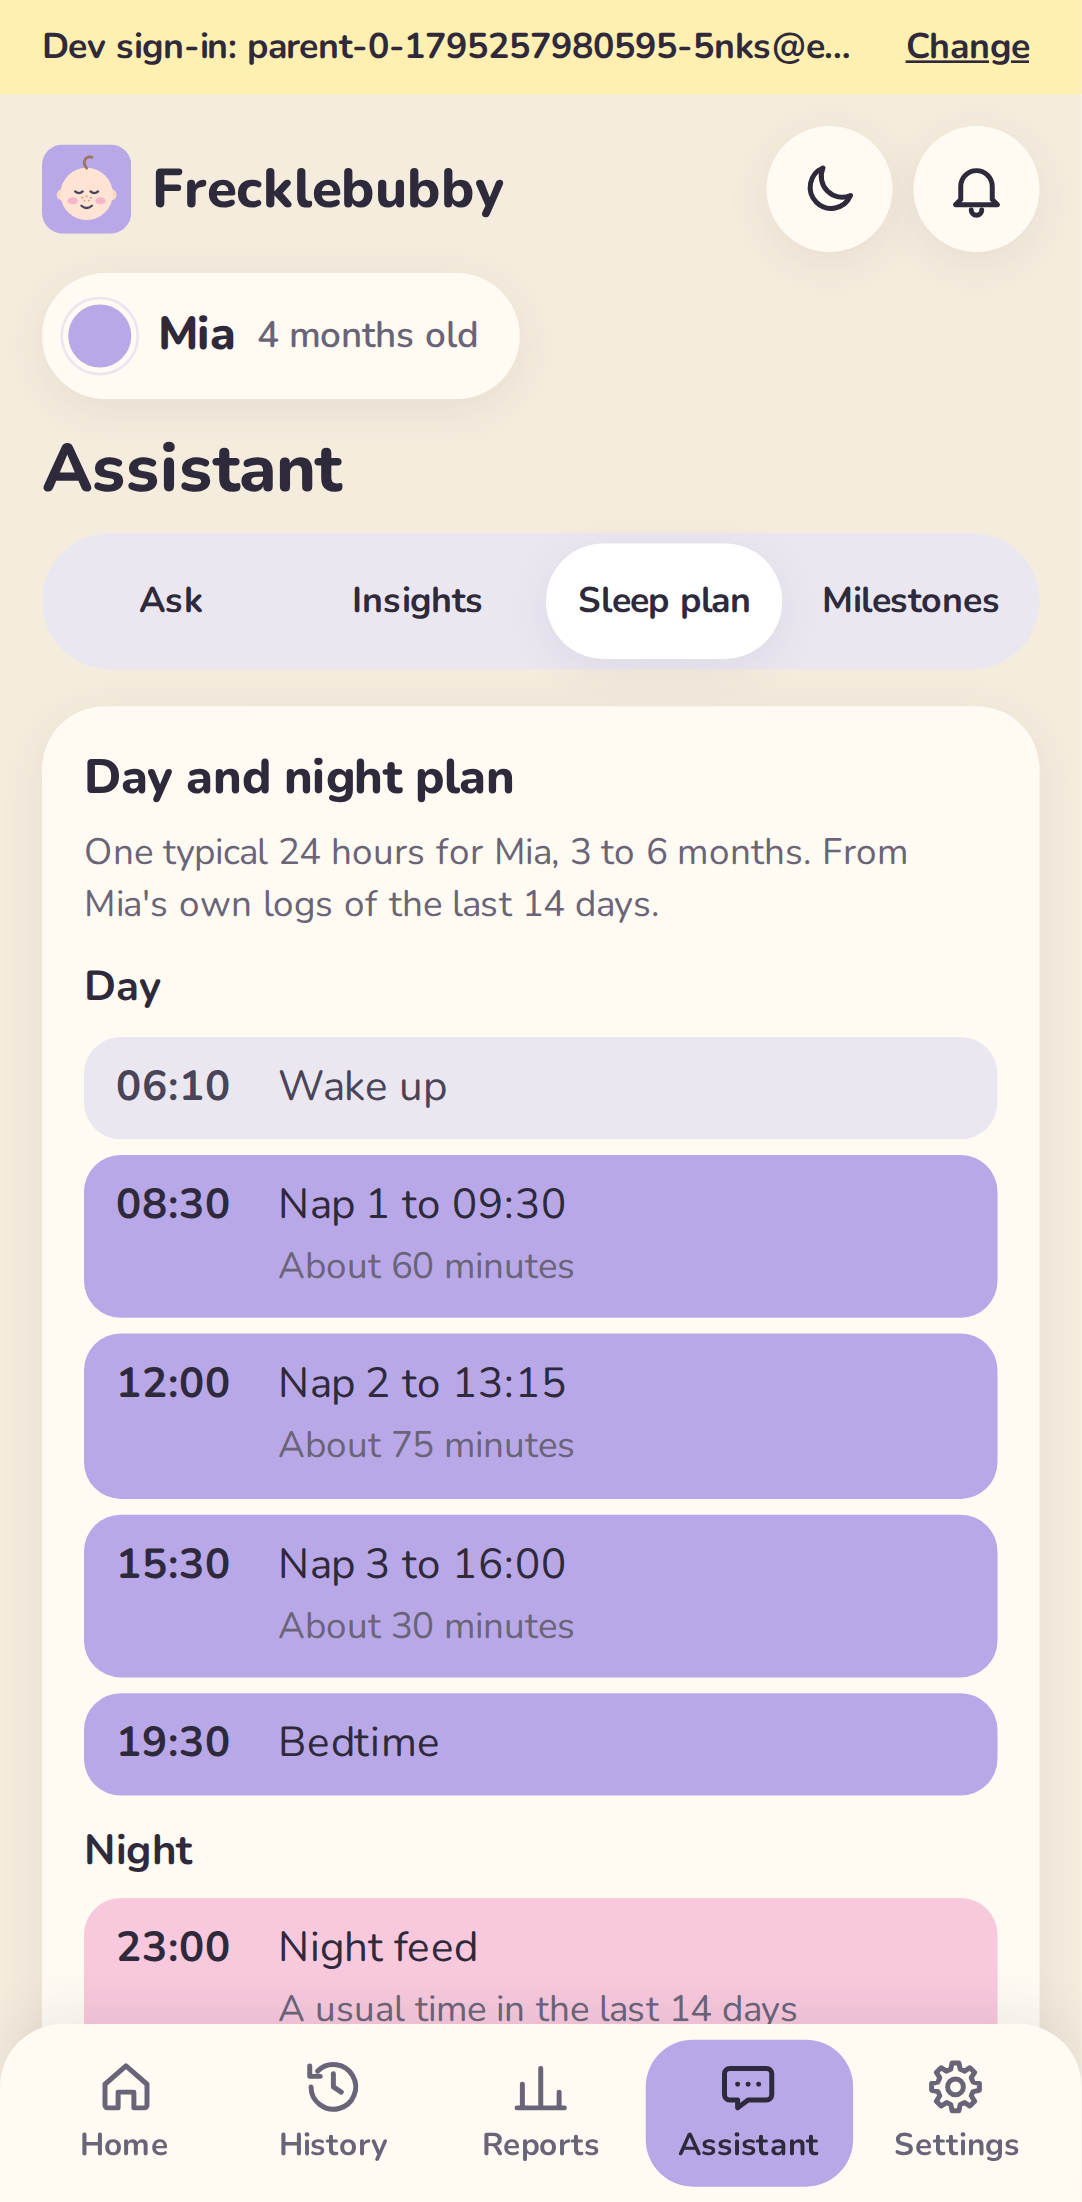 Dev sign-in: parent-0-1795257980595-5nks@e... Change
Frecklebubby
Mia 4 months old
Assistant
Ask Insights Sleep plan Milestones
Day and night plan
One typical 24 hours for Mia, 3 to 6 months. From
Mia's own logs of the last 14 days.
Day
06:10 Wake up
08:30 Nap 1 to 09:30
About 60 minutes
12:00 Nap 2 to 13:15
About 75 minutes
15:30 Nap 3 to 16:00
About 30 minutes
19:30 Bedtime
Night
23:00 Night feed
A usual time in the last 14 days
Home History Reports Assistant Settings